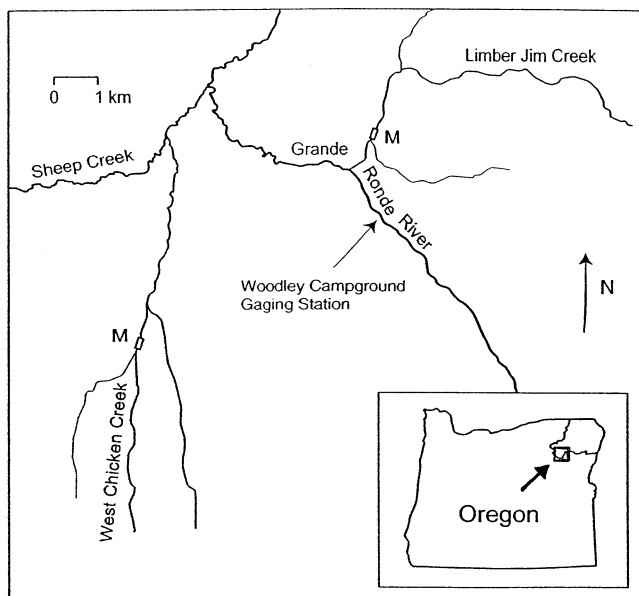 Limber Jim Creek
0 1 km
M
Grande
Sheep Creek
Ronde River
Woodley Campground
Gaging Station
N
M
West Chicken Creek
Oregon